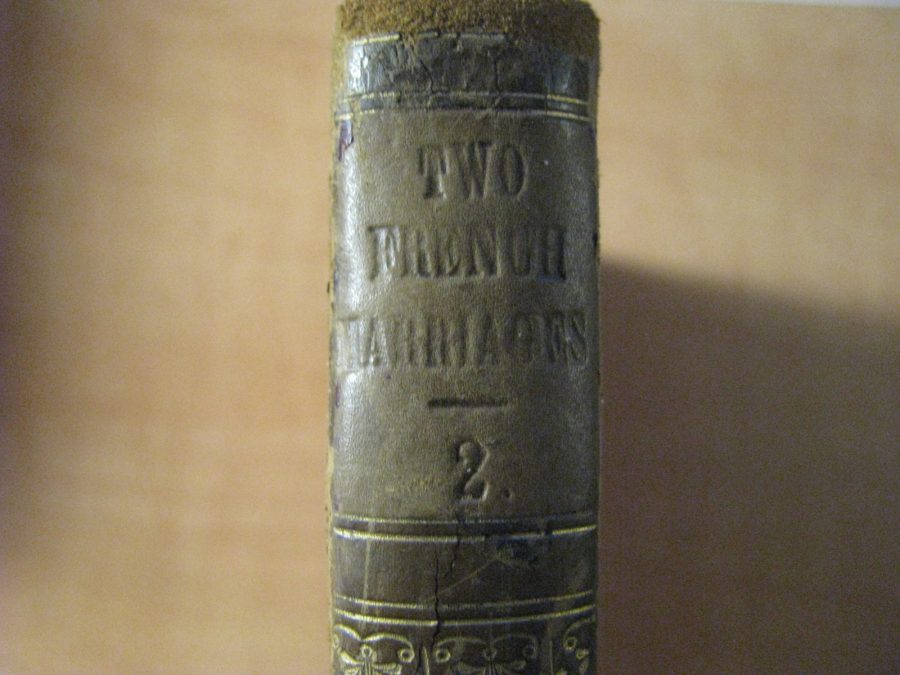 TWO
FRENCH
MARRIAGES
2.